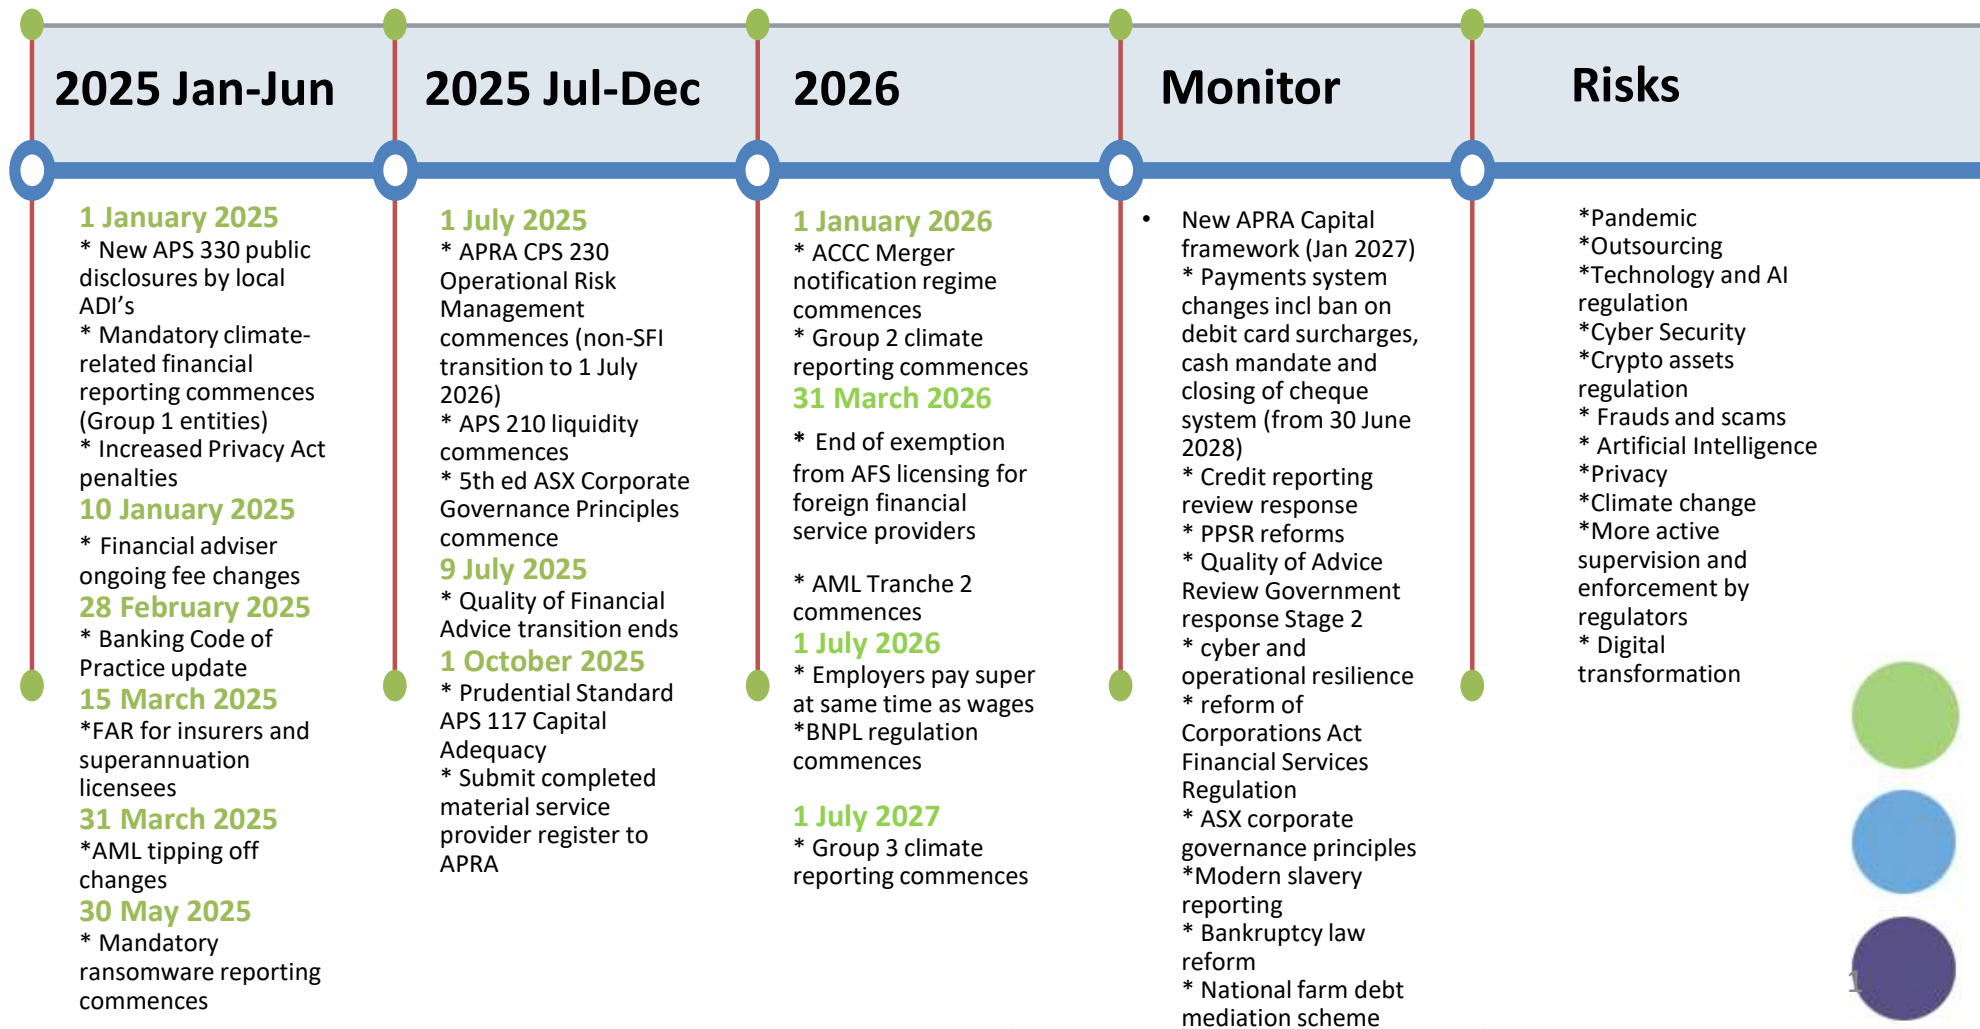 2025 Jan-Jun
1 January 2025
* New APS 330 public
disclosures by local
ADI’s
* Mandatory climate-
related financial
reporting commences
(Group 1 entities)
* Increased Privacy Act
penalties
10 January 2025
* Financial adviser
ongoing fee changes
28 February 2025
* Banking Code of
Practice update
15 March 2025
*FAR for insurers and
superannuation
licensees
31 March 2025
*AML tipping off
changes
30 May 2025
* Mandatory
ransomware reporting
commences
2025 Jul-Dec
1 July 2025
* APRA CPS 230
Operational Risk
Management
commences (non-SFI
transition to 1 July
2026)
* APS 210 liquidity
commences
* 5th ed ASX Corporate
Governance Principles
commence
9 July 2025
* Quality of Financial
Advice transition ends
1 October 2025
* Prudential Standard
APS 117 Capital
Adequacy
* Submit completed
material service
provider register to
APRA
2026
1 January 2026
* ACCC Merger
notification regime
commences
* Group 2 climate
reporting commences
31 March 2026
* End of exemption
from AFS licensing for
foreign financial
service providers
* AML Tranche 2
commences
1 July 2026
* Employers pay super
at same time as wages
*BNPL regulation
commences
1 July 2027
* Group 3 climate
reporting commences
Monitor
• New APRA Capital
framework (Jan 2027)
* Payments system
changes incl ban on
debit card surcharges,
cash mandate and
closing of cheque
system (from 30 June
2028)
* Credit reporting
review response
* PPSR reforms
* Quality of Advice
Review Government
response Stage 2
* cyber and
operational resilience
* reform of
Corporations Act
Financial Services
Regulation
* ASX corporate
governance principles
*Modern slavery
reporting
* Bankruptcy law
reform
* National farm debt
mediation scheme
Risks
*Pandemic
*Outsourcing
*Technology and AI
regulation
*Cyber Security
*Crypto assets
regulation
* Frauds and scams
* Artificial Intelligence
*Privacy
*Climate change
*More active
supervision and
enforcement by
regulators
* Digital
transformation
1